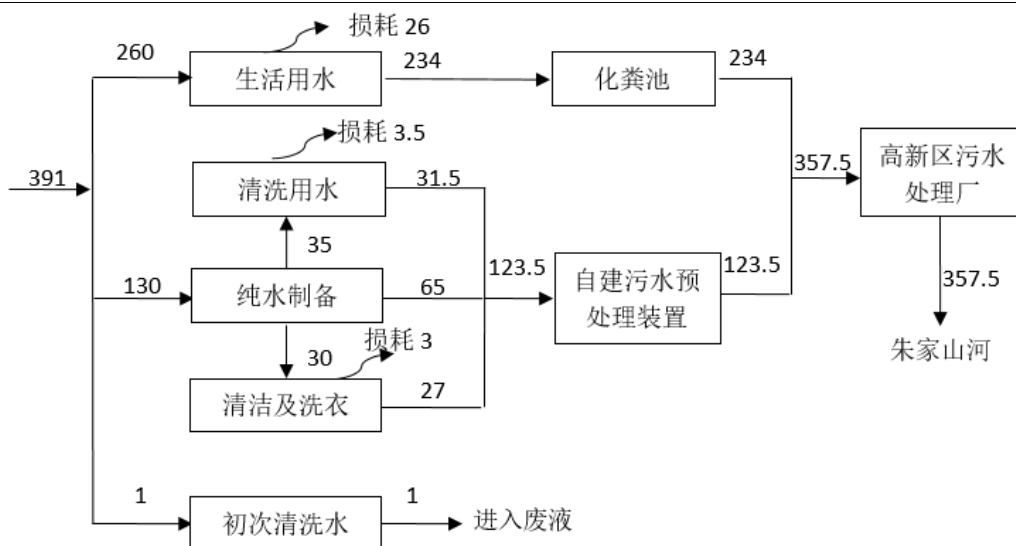 损耗 26
260
生活用水
234
化粪池
234
损耗 3.5
391
清洗用水
31.5
357.5
高新区污水
处理厂
35
130
纯水制备
65
123.5
自建污水预
处理装置
123.5
357.5
朱家山河
30
损耗 3
清洁及洗衣
27
1
初次清洗水
1
进入废液